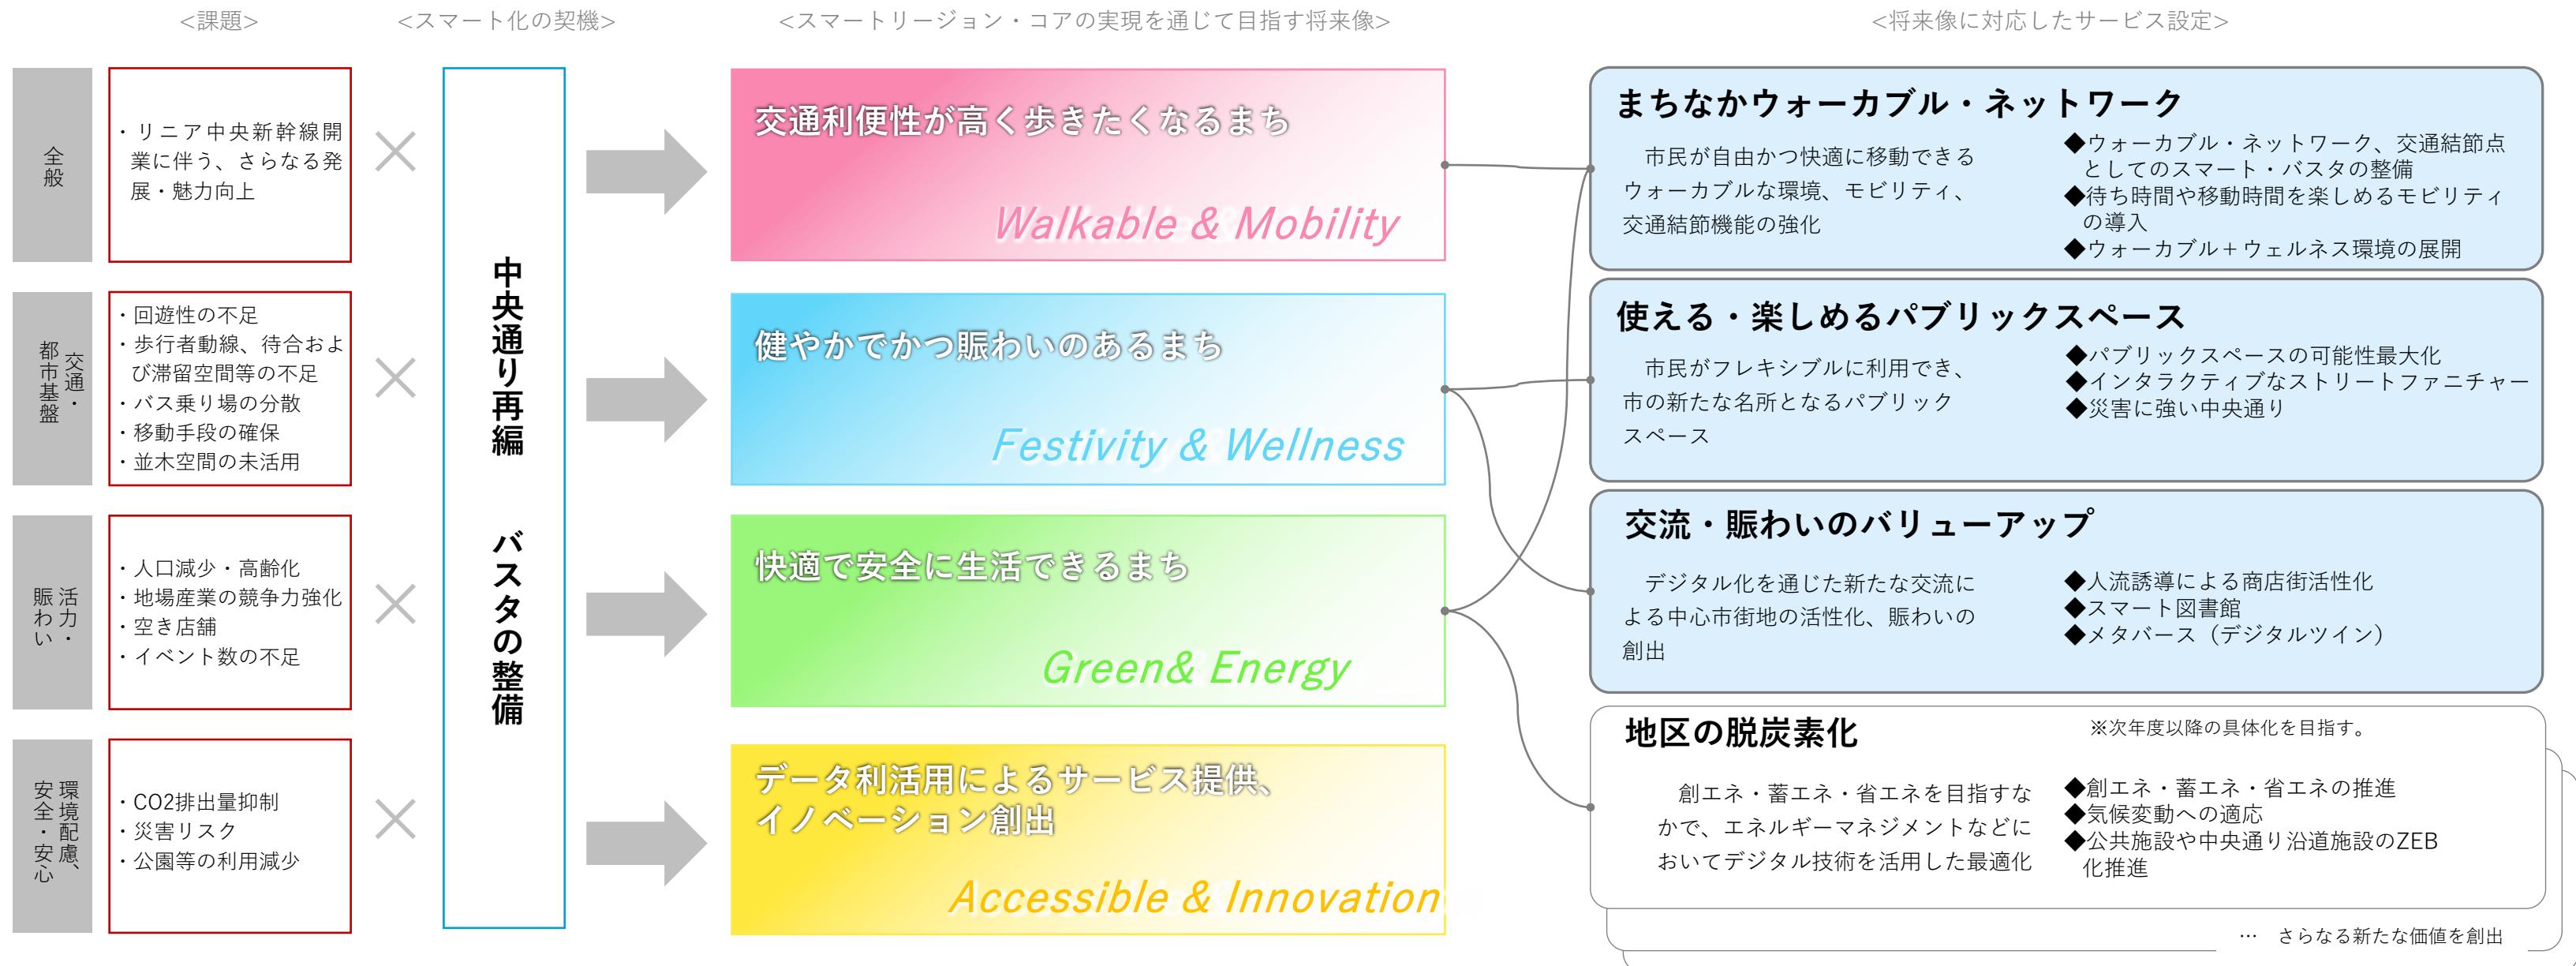 <課題>
<スマート化の契機>
<スマートリージョン・コアの実現を通じて目指す将来像>
<将来像に対応したサービス設定>
全般
・リニア中央新幹線開
業に伴う、さらなる発
展・魅力向上
交通・
都市基盤
・回遊性の不足
・歩行者動線、待合およ
び滞留空間等の不足
・バス乗り場の分散
・移動手段の確保
・並木空間の未活用
活力・
賑わい
・人口減少・高齢化
・地場産業の競争力強化
・空き店舗
・イベント数の不足
環境配慮、
安全・安心
・CO2排出量抑制
・災害リスク
・公園等の利用減少
×
×
×
×
中央通り再編　バスタの整備
交通利便性が高く歩きたくなるまち
Walkable & Mobility
健やかでかつ賑わいのあるまち
Festivity & Wellness
快適で安全に生活できるまち
Green& Energy
データ利活用によるサービス提供、
イノベーション創出
Accessible & Innovation
まちなかウォーカブル・ネットワーク
市民が自由かつ快適に移動できる
ウォーカブルな環境、モビリティ、
交通結節機能の強化
◆ウォーカブル・ネットワーク、交通結節点
としてのスマート・バスタの整備
◆待ち時間や移動時間を楽しめるモビリティ
の導入
◆ウォーカブル+ウェルネス環境の展開
使える・楽しめるパブリックスペース
市民がフレキシブルに利用でき、
市の新たな名所となるパブリック
スペース
◆パブリックスペースの可能性最大化
◆インタラクティブなストリートファニチャー
◆災害に強い中央通り
交流・賑わいのバリューアップ
デジタル化を通じた新たな交流に
よる中心市街地の活性化、賑わいの
創出
◆人流誘導による商店街活性化
◆スマート図書館
◆メタバース（デジタルツイン）
地区の脱炭素化
※次年度以降の具体化を目指す。
創エネ・蓄エネ・省エネを目指すな
かで、エネルギーマネジメントなどに
おいてデジタル技術を活用した最適化
◆創エネ・蓄エネ・省エネの推進
◆気候変動への適応
◆公共施設や中央通り沿道施設のZEB
化推進
…　さらなる新たな価値を創出